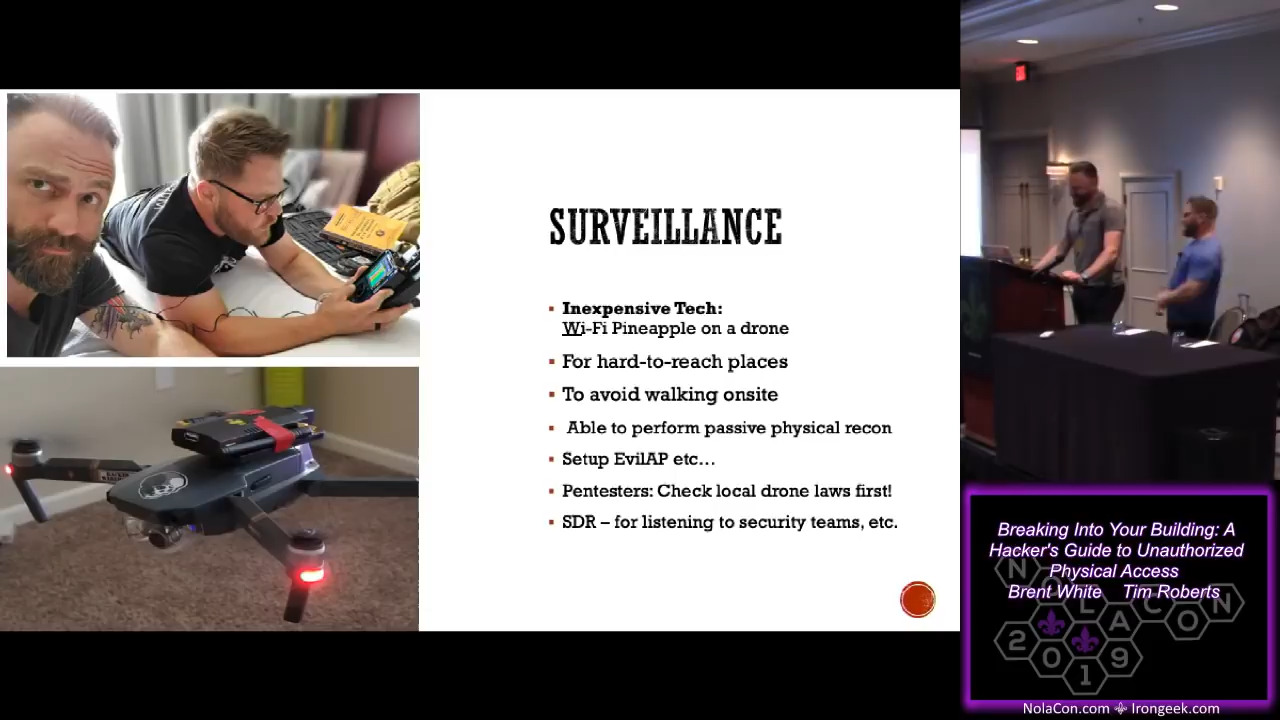 SURVEILLANCE
Inexpensive Tech:
Wi-Fi Pineapple on a drone
For hard-to-reach places
To avoid walking onsite
Able to perform passive physical recon
Setup EvilAP etc…
Pentesters: Check local drone laws first!
SDR – for listening to security teams, etc.
Breaking Into Your Building: A
Hacker's Guide to Unauthorized
Physical Access
Brent White Tim Roberts
NOLACON
2019
NolaCon.com Irongeek.com